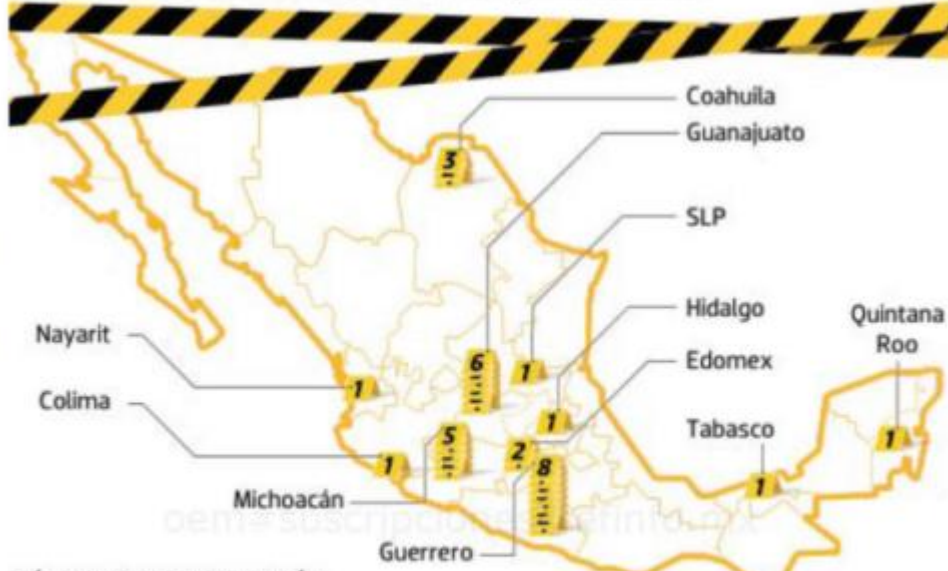 Coahuila
3
Guanajuato
SLP
Hidalgo
Quintana
Roo
Nayarit
Edomex
6
1
1
Colima
Tabasco
1
5
1
2
8
1
1
Michoacán
Guerrero